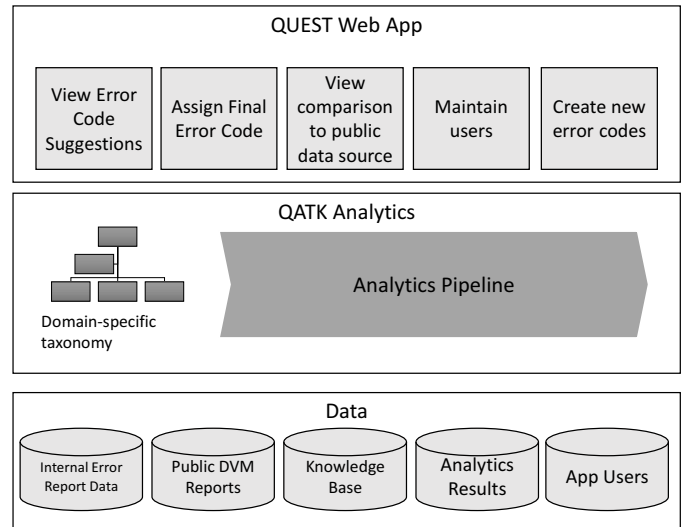 QUEST Web App
View Error
Code
Suggestions
Assign Final
Error Code
View
comparison
to public
data source
Maintain
users
Create new
error codes
QATK Analytics
Domain-specific
taxonomy
Analytics Pipeline
Data
Internal Error
Report Data
Public DVM
Reports
Knowledge
Base
Analytics
Results
App Users